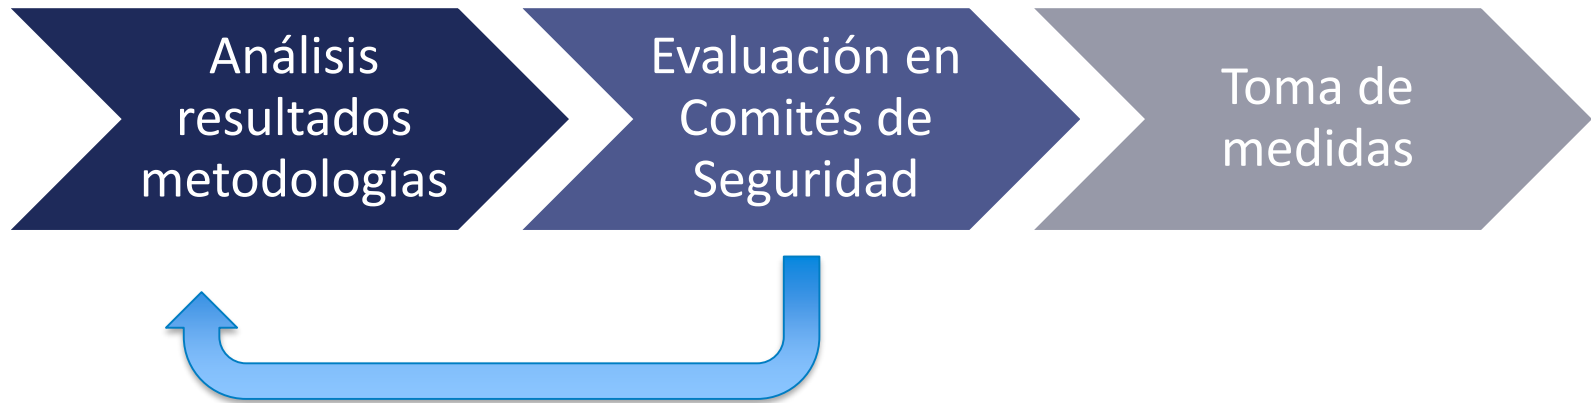 Análisis
resultados
metodologías
Evaluación en
Comités de
Seguridad
Toma de
medidas